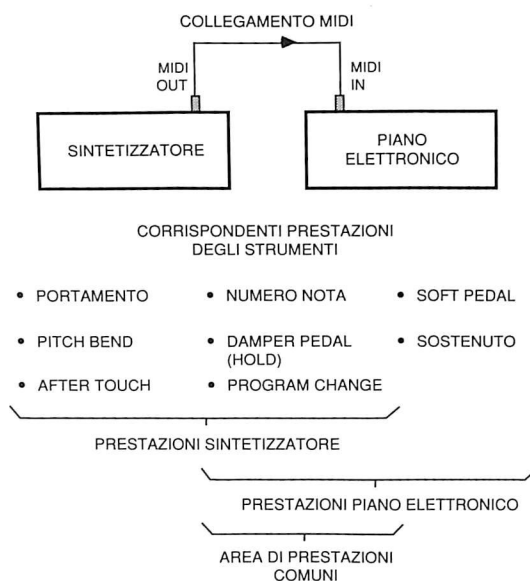 COLLEGAMENTO MIDI
MIDI
OUT
MIDI
IN
SINTETIZZATORE
PIANO
ELETTRONICO
CORRISPONDENTI PRESTAZIONI
DEGLI STRUMENTI
• PORTAMENTO
• NUMERO NOTA
• SOFT PEDAL
• PITCH BEND
• DAMPER PEDAL
(HOLD)
• SOSTENUTO
• AFTER TOUCH
• PROGRAM CHANGE
PRESTAZIONI SINTETIZZATORE
PRESTAZIONI PIANO ELETTRONICO
AREA DI PRESTAZIONI
COMUNI